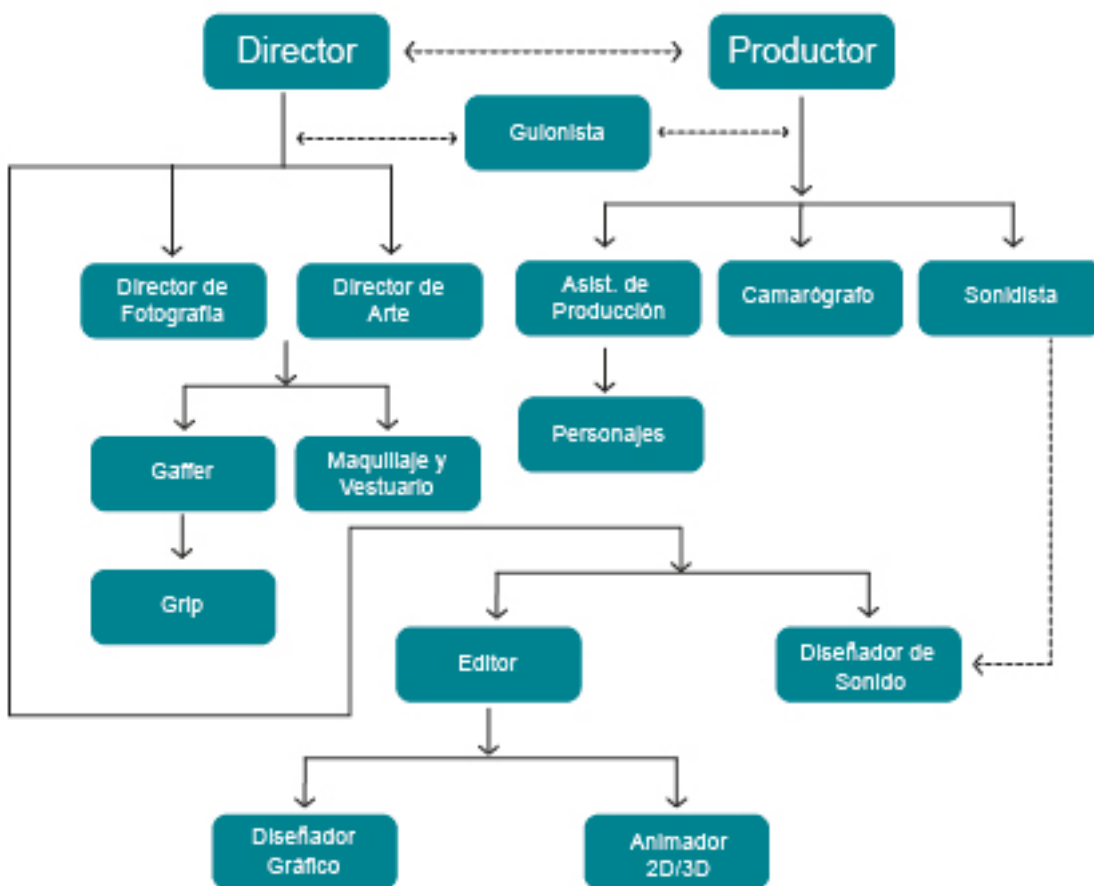 Director
Productor
Guionista
Director de
Fotografía
Director de
Arte
Asist. de
Producción
Camarógrafo
Sonidista
Gaffer
Maquillaje y
Vestuario
Personajes
Grip
Editor
Diseñador de
Sonido
Diseñador
Gráfico
Animador
2D/3D